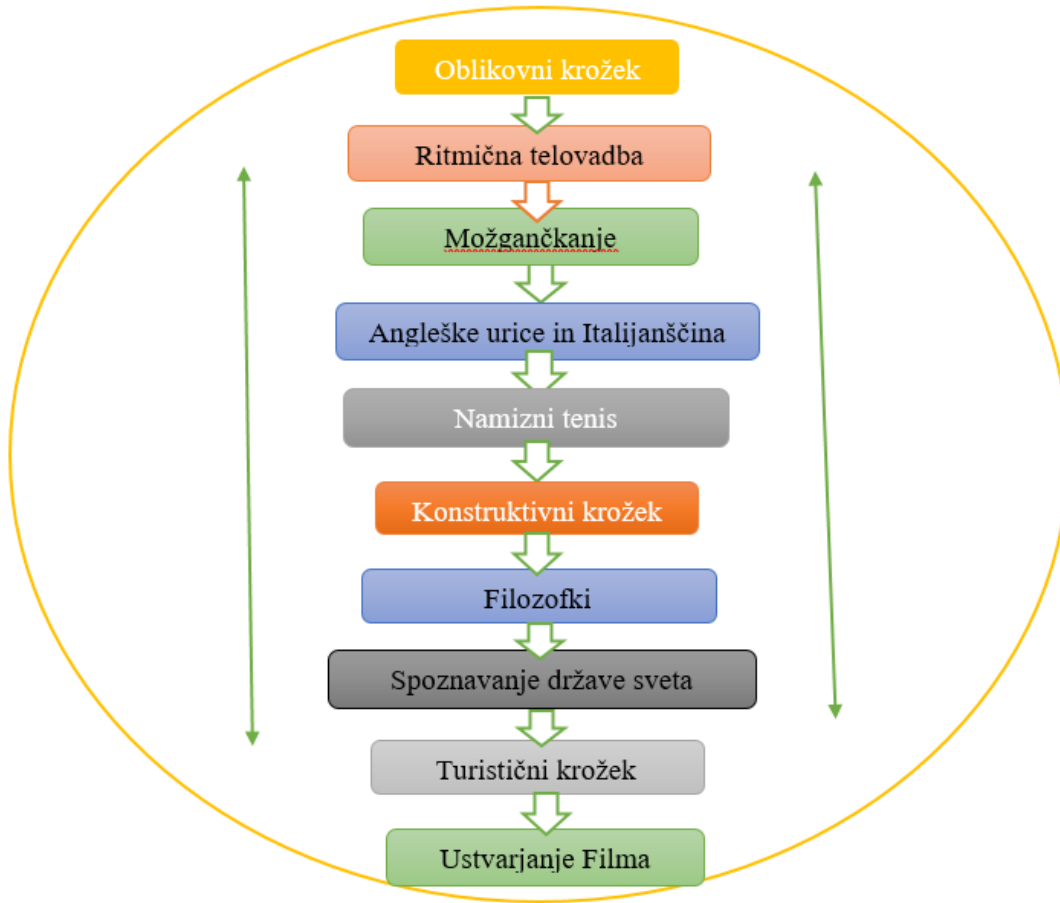 Oblikovni krožek
Ritmična telovadba
Možgančkanje
Angleške urice in Italijanščina
Namizni tenis
Konstruktivni krožek
Filozofki
Spoznavanje države sveta
Turistični krožek
Ustvarjanje Filma